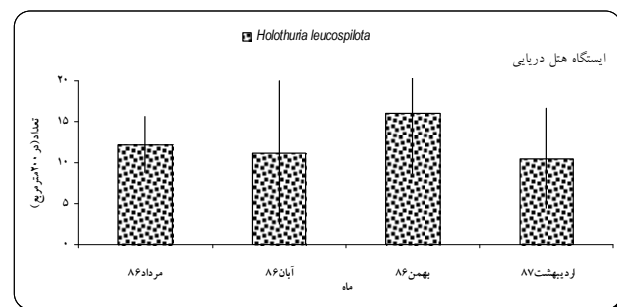 Holothuria leucospilota
ایستگاه هتل دریایی
تعداد(در ۲۰۰مترمربع)
۲۰
۱۵
۱۰
۵
۰
مرداد۸۶ آبان۸۶ بهمن۸۶ اردیبهشت۸۷
ماه